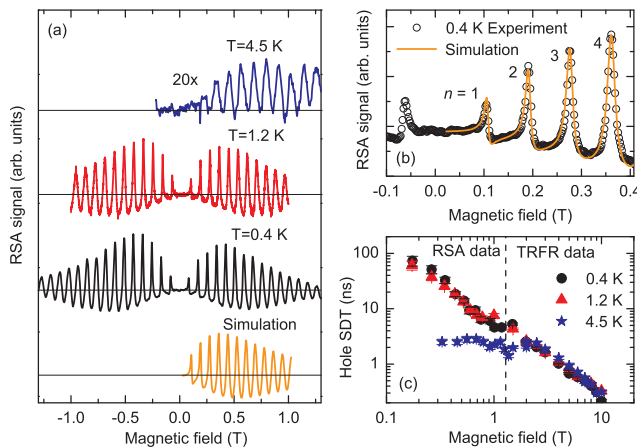 (a)
T=4.5 K
20x
T=1.2 K
T=0.4 K
Simulation
RSA signal (arb. units)
-1.0 -0.5 0.0 0.5 1.0
Magnetic field (T)
0.4 K Experiment
Simulation
n = 1
2
3
4
(b)
RSA signal (arb. units)
-0.1 0.0 0.1 0.2 0.3 0.4
Magnetic field (T)
RSA data
TRFR data
0.4 K
1.2 K
4.5 K
(c)
Hole SDT (ns)
100
10
1
0.1 1 10
Magnetic field (T)